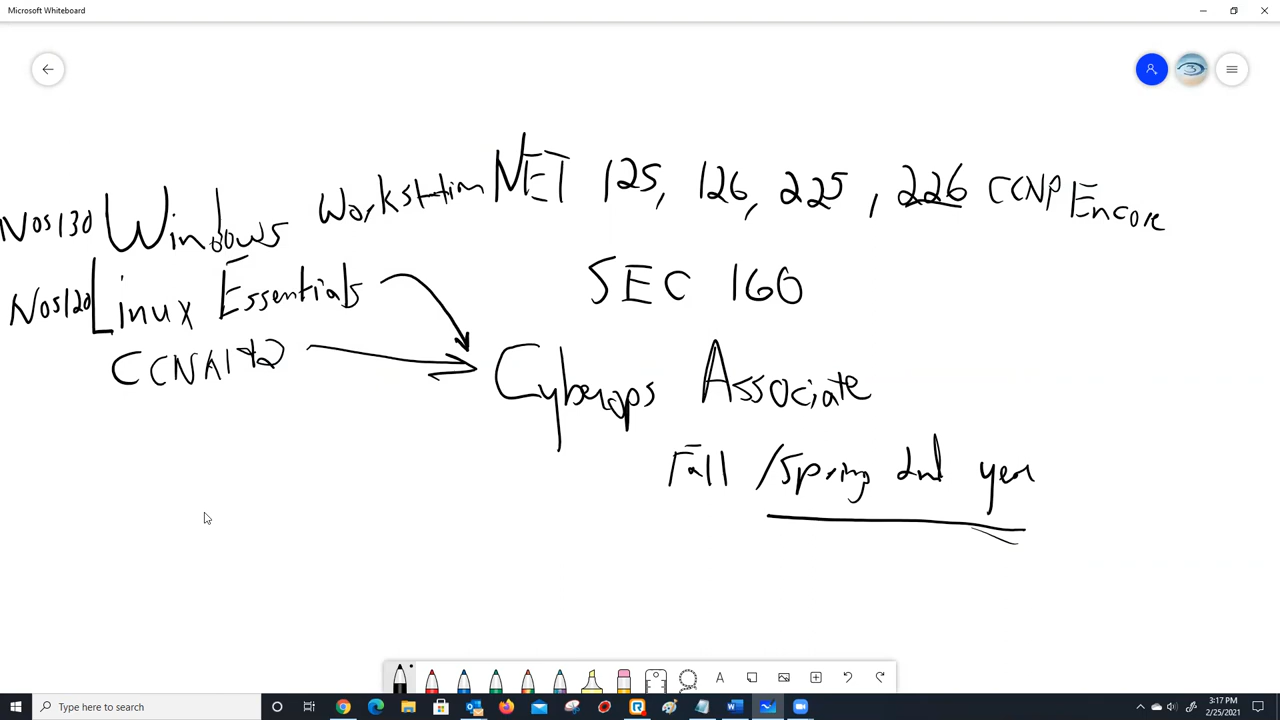 Microsoft Whiteboard
NET 125, 126, 225, 226 CCNP Encore
Nos130 Windows Workstation
SEC 160
Nos120 Linux Essentials
CCNA1+2
Cyberops Associate
Fall /Spring 2nd year
A
Type here to search
3:17 PM
2/25/2021